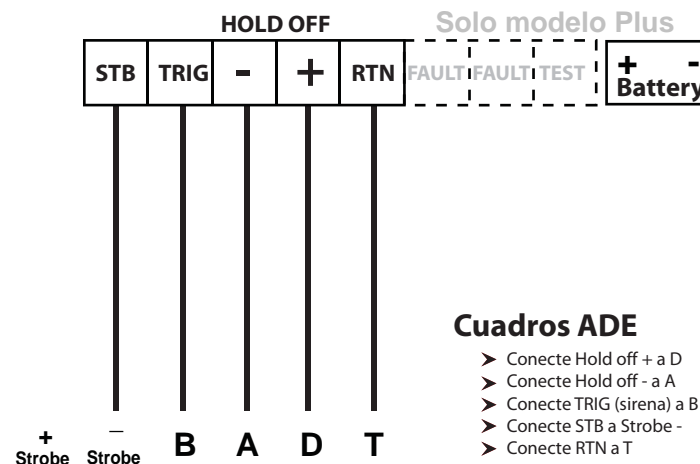 HOLD OFF Solo modelo Plus
STB TRIG - + RTN FAULT FAULT TEST + -
Battery
Cuadros ADE
➤ Conecte Hold off + a D
➤ Conecte Hold off - a A
➤ Conecte TRIG (sirena) a B
➤ Conecte STB a Strobe -
➤ Conecte RTN a T
+ – B A D T
Strobe Strobe